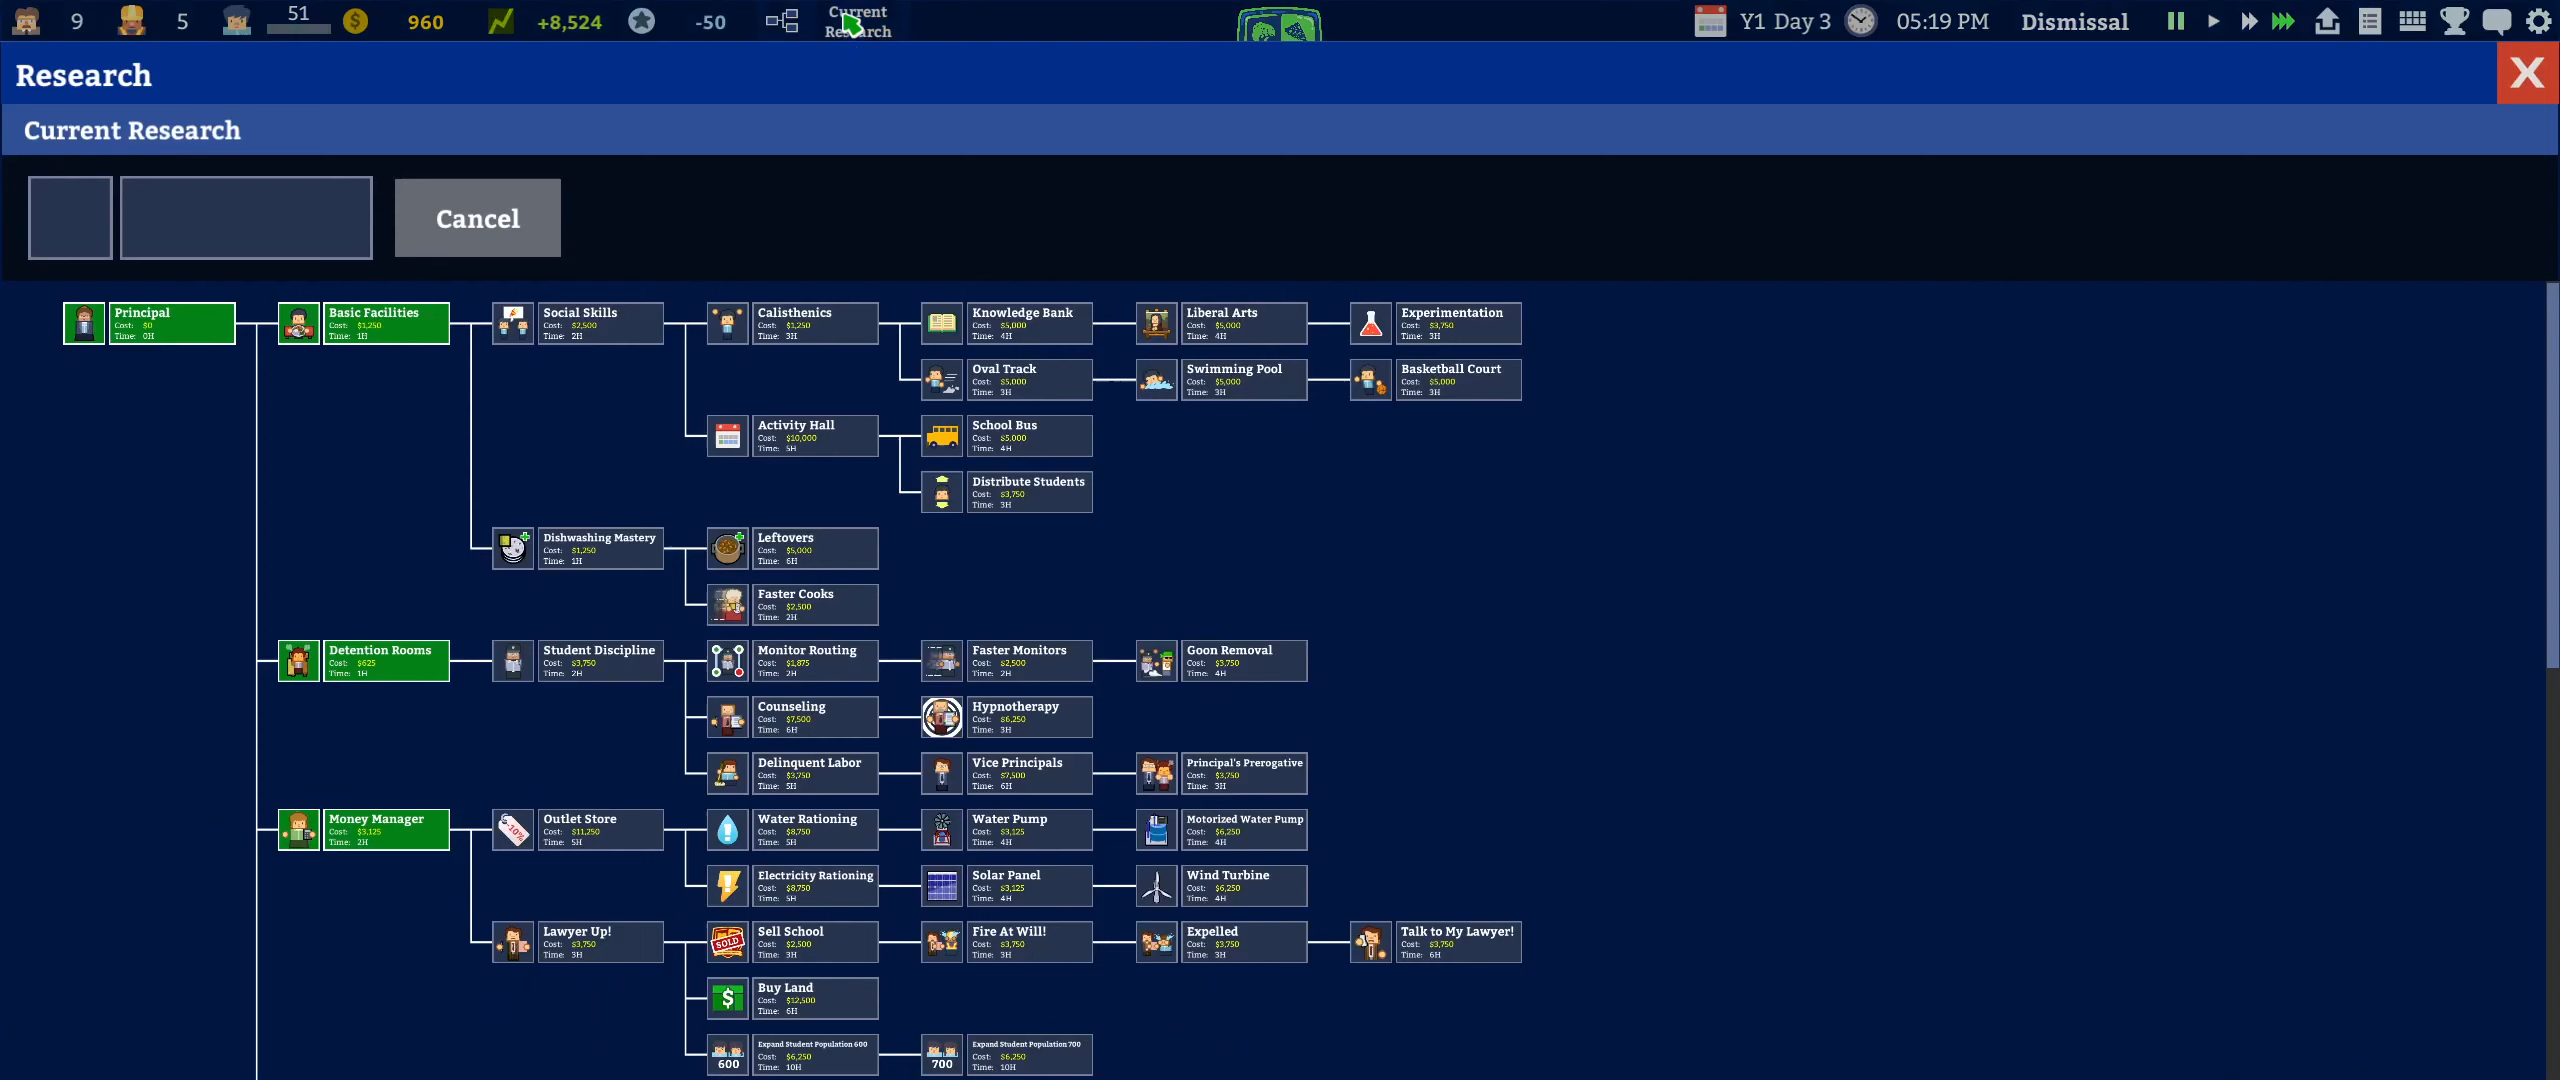 9 5 51 960 +8,524 -50 Current Research Y1 Day 3 05:19 PM Dismissal
Research X
Current Research
Cancel
Principal
Cost: $0
Time: 0H
Basic Facilities
Cost: $1,250
Time: 1H
Social Skills
Cost: $2,500
Time: 2H
Calisthenics
Cost: $1,250
Time: 3H
Knowledge Bank
Cost: $5,000
Time: 4H
Liberal Arts
Cost: $5,000
Time: 4H
Experimentation
Cost: $3,750
Time: 3H
Oval Track
Cost: $5,000
Time: 3H
Swimming Pool
Cost: $5,000
Time: 3H
Basketball Court
Cost: $5,000
Time: 3H
Activity Hall
Cost: $10,000
Time: 5H
School Bus
Cost: $5,000
Time: 4H
Distribute Students
Cost: $3,750
Time: 3H
Dishwashing Mastery
Cost: $1,250
Time: 1H
Leftovers
Cost: $5,000
Time: 6H
Faster Cooks
Cost: $2,500
Time: 2H
Detention Rooms
Cost: $625
Time: 1H
Student Discipline
Cost: $3,750
Time: 2H
Monitor Routing
Cost: $1,875
Time: 2H
Faster Monitors
Cost: $2,500
Time: 2H
Goon Removal
Cost: $3,750
Time: 4H
Counseling
Cost: $7,500
Time: 6H
Hypnotherapy
Cost: $6,250
Time: 3H
Delinquent Labor
Cost: $3,750
Time: 5H
Vice Principals
Cost: $7,500
Time: 6H
Principal's Prerogative
Cost: $3,750
Time: 3H
Money Manager
Cost: $3,125
Time: 2H
-10%
Outlet Store
Cost: $11,250
Time: 5H
Water Rationing
Cost: $8,750
Time: 5H
Water Pump
Cost: $3,125
Time: 4H
Motorized Water Pump
Cost: $6,250
Time: 4H
Electricity Rationing
Cost: $8,750
Time: 5H
Solar Panel
Cost: $3,125
Time: 4H
Wind Turbine
Cost: $6,250
Time: 4H
Lawyer Up!
Cost: $3,750
Time: 3H
SOLD
Sell School
Cost: $2,500
Time: 3H
Fire At Will!
Cost: $3,750
Time: 3H
Expelled
Cost: $3,750
Time: 3H
Talk to My Lawyer!
Cost: $3,750
Time: 6H
$
Buy Land
Cost: $12,500
Time: 6H
600
Expand Student Population 600
Cost: $6,250
Time: 10H
700
Expand Student Population 700
Cost: $6,250
Time: 10H